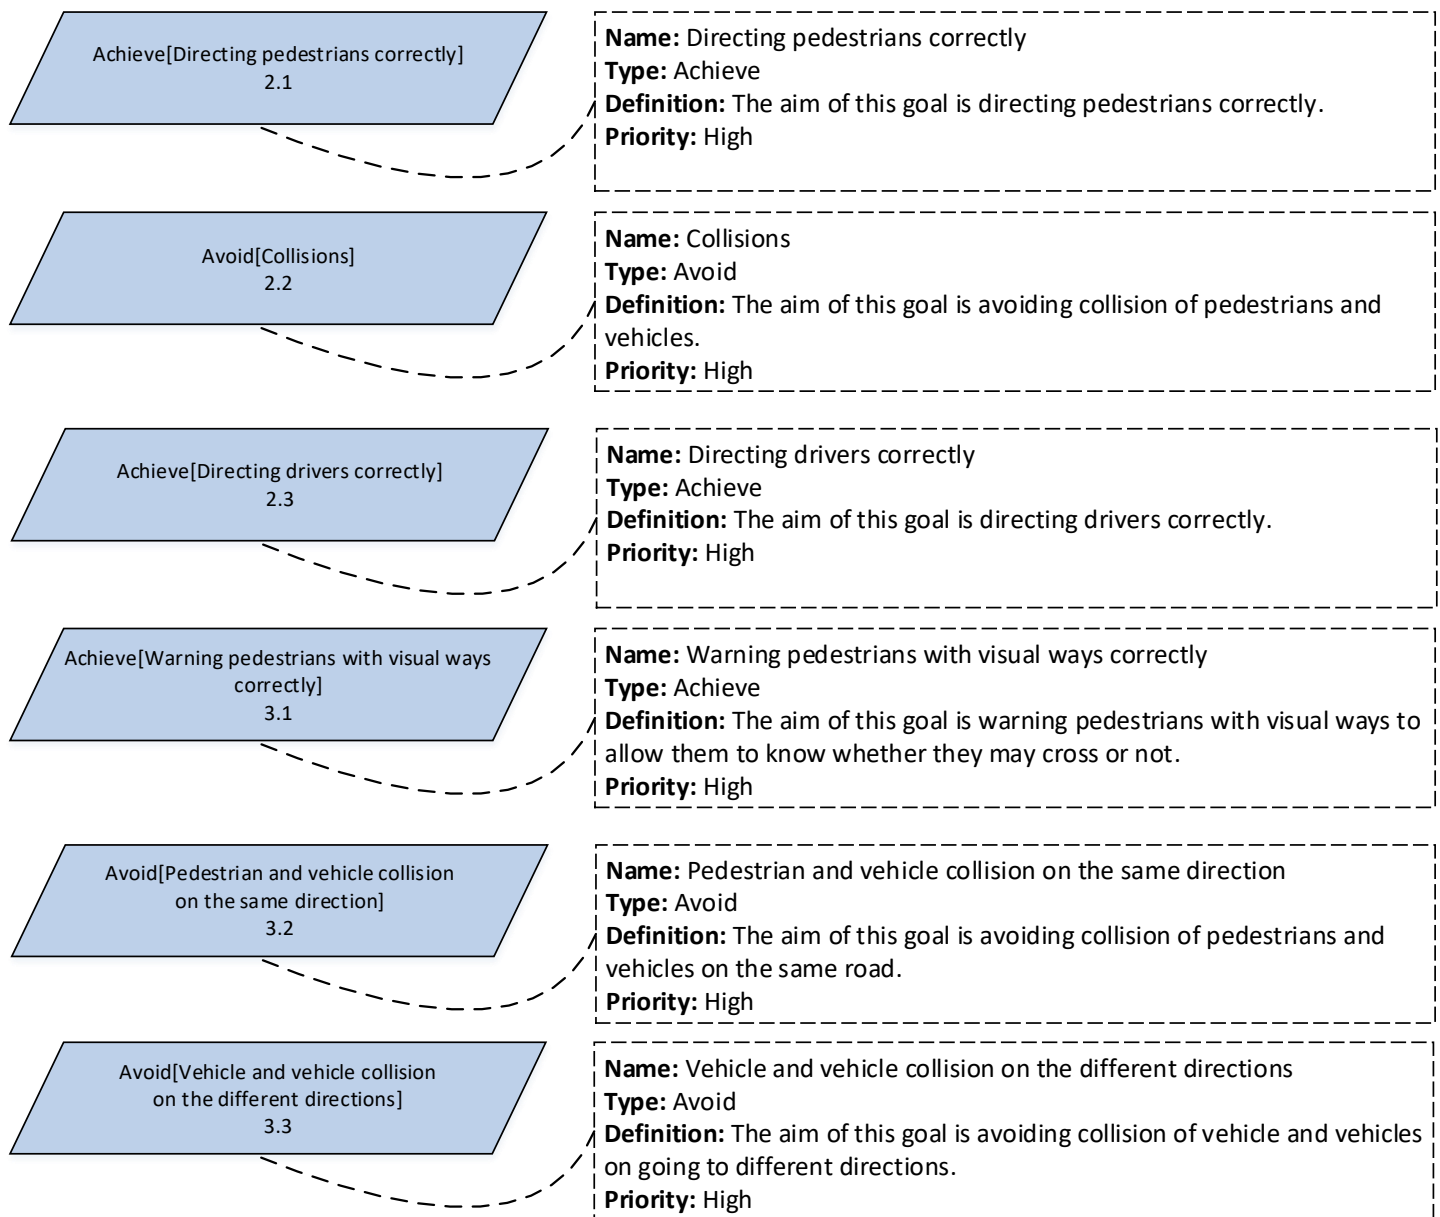 Achieve[Directing pedestrians correctly]
2.1
Name: Directing pedestrians correctly
Type: Achieve
Definition: The aim of this goal is directing pedestrians correctly.
Priority: High
Avoid[Collisions]
2.2
Name: Collisions
Type: Avoid
Definition: The aim of this goal is avoiding collision of pedestrians and
vehicles.
Priority: High
Achieve[Directing drivers correctly]
2.3
Name: Directing drivers correctly
Type: Achieve
Definition: The aim of this goal is directing drivers correctly.
Priority: High
Achieve[Warning pedestrians with visual ways
correctly]
3.1
Name: Warning pedestrians with visual ways correctly
Type: Achieve
Definition: The aim of this goal is warning pedestrians with visual ways to
allow them to know whether they may cross or not.
Priority: High
Avoid[Pedestrian and vehicle collision
on the same direction]
3.2
Name: Pedestrian and vehicle collision on the same direction
Type: Avoid
Definition: The aim of this goal is avoiding collision of pedestrians and
vehicles on the same road.
Priority: High
Avoid[Vehicle and vehicle collision
on the different directions]
3.3
Name: Vehicle and vehicle collision on the different directions
Type: Avoid
Definition: The aim of this goal is avoiding collision of vehicle and vehicles
on going to different directions.
Priority: High